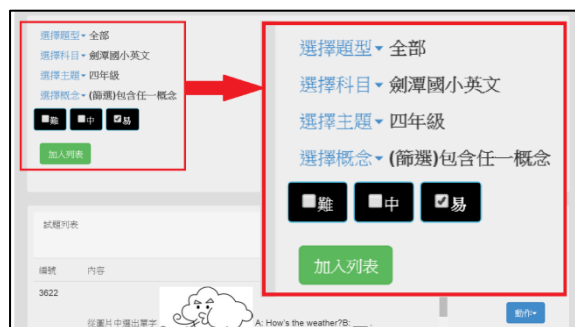 選擇題型 全部
選擇科目 劍潭國小英文
選擇主題 四年級
選擇概念 (篩選)包含任一概念
難 中 易
加入列表
選擇題型 全部
選擇科目 劍潭國小英文
選擇主題 四年級
選擇概念 (篩選)包含任一概念
難 中 易
加入列表
試題列表
編號 內容
3622
從圖片中選出單字 A: How's the weather?B:
動作